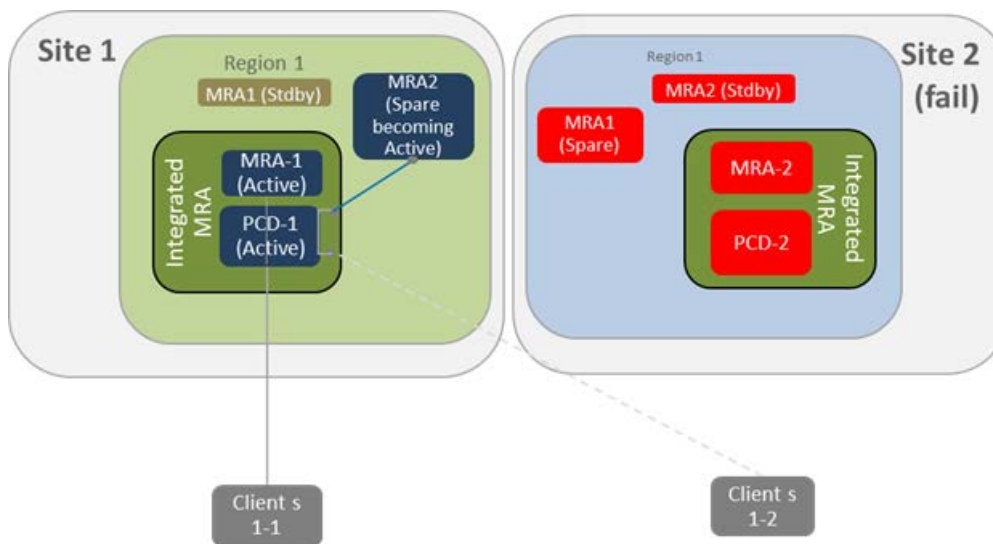 Site 1
Region 1
MRA1 (Stdby)
MRA2
(Spare
becoming
Active)
Integrated
MRA
MRA-1
(Active)
PCD-1
(Active)
Site 2
(fail)
Region 1
MRA2 (Stdby)
MRA1
(Spare)
MRA-2
PCD-2
Integrated
MRA
Client s
1-1
Client s
1-2